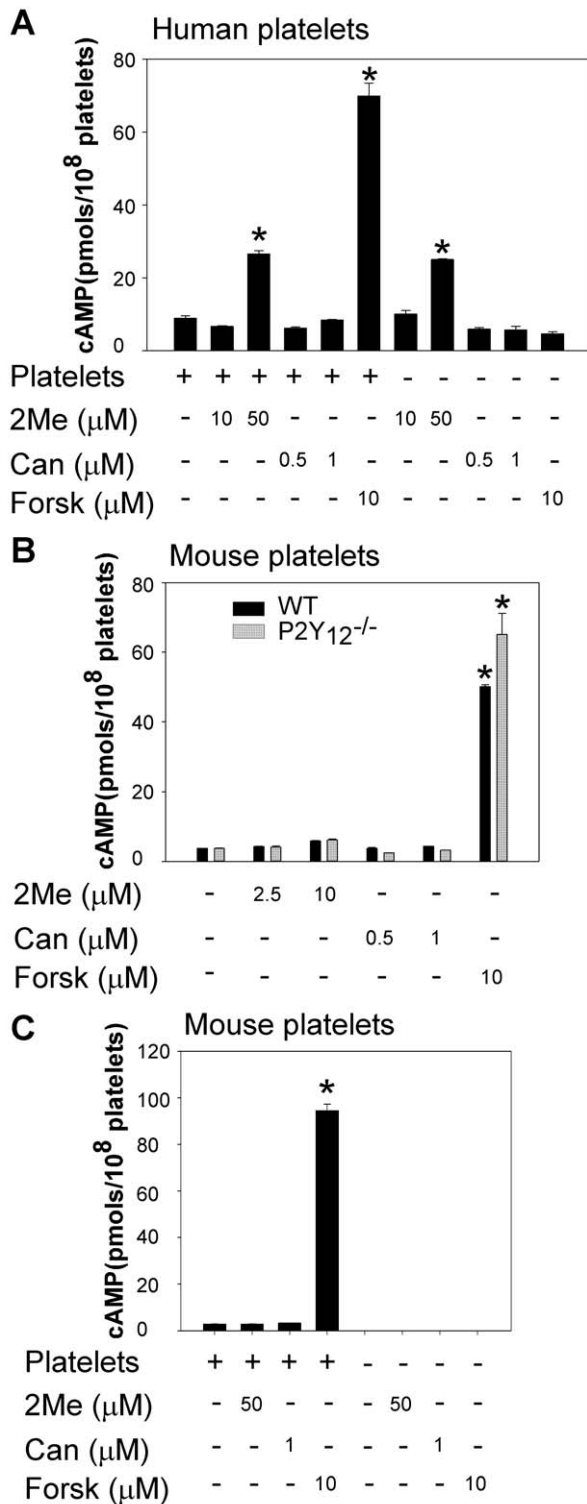 A Human platelets
cAMP(pmols/10⁸ platelets)
80
60
40
20
0
* * *
Platelets + + + + + + - - - - -
2Me (μM) - 10 50 - - - 10 50 - - -
Can (μM) - - - 0.5 1 - - - 0.5 1 -
Forsk (μM) - - - - - 10 - - - - 10
B Mouse platelets
cAMP(pmols/10⁸ platelets)
80
60
40
20
0
WT
P2Y₁₂⁻/⁻
* *
2Me (μM) - 2.5 10 - - -
Can (μM) - - - 0.5 1 -
Forsk (μM) - - - - - 10
C Mouse platelets
cAMP(pmols/10⁸ platelets)
120
100
80
60
40
20
0
*
Platelets + + + + - - - -
2Me (μM) - 50 - - - 50 - -
Can (μM) - - 1 - - - 1 -
Forsk (μM) - - - 10 - - - 10